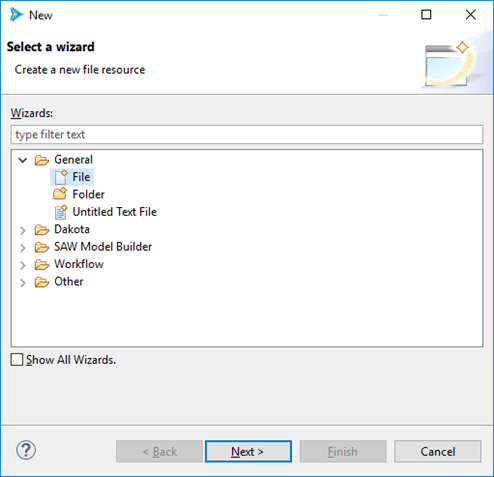 New
Select a wizard
Create a new file resource
Wizards:
type filter text
General
File
Folder
Untitled Text File
Dakota
SAW Model Builder
Workflow
Other
Show All Wizards.
? < Back Next > Finish Cancel